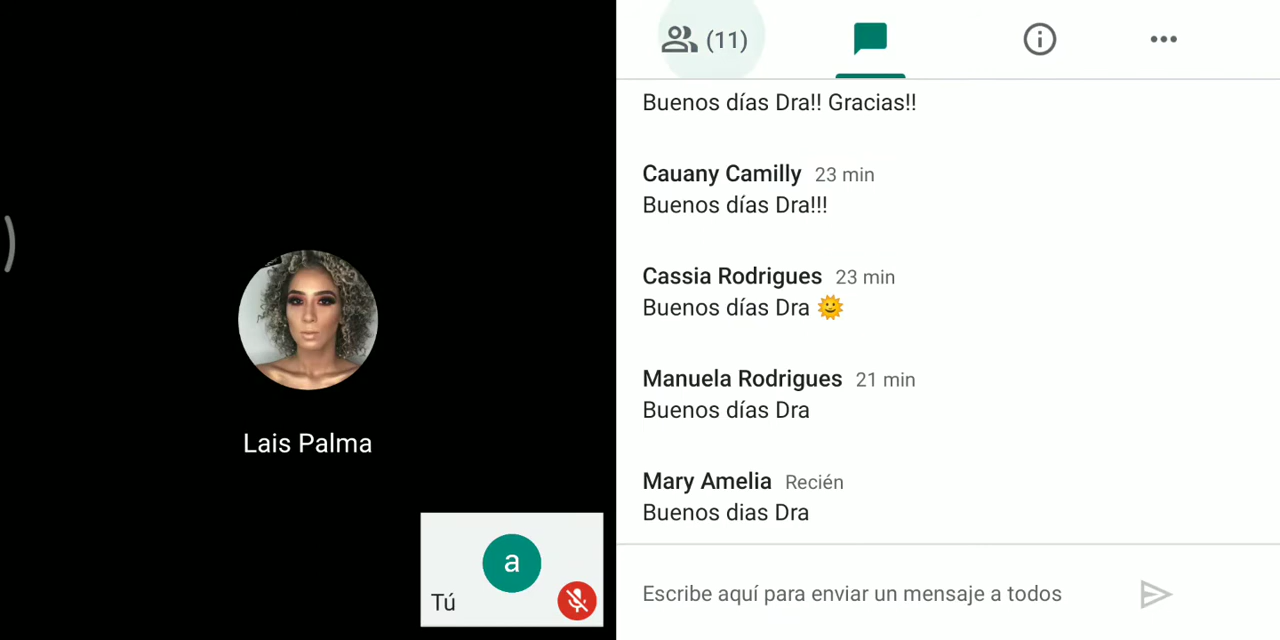 Lais Palma
a
Tú
(11)
Buenos días Dra!! Gracias!!
Cauany Camilly 23 min
Buenos días Dra!!!
Cassia Rodrigues 23 min
Buenos días Dra 🌞
Manuela Rodrigues 21 min
Buenos días Dra
Mary Amelia Recién
Buenos dias Dra
Escribe aquí para enviar un mensaje a todos